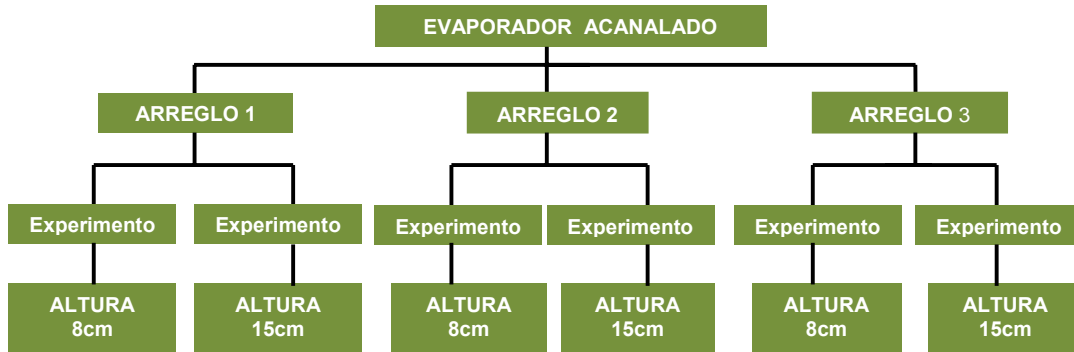 EVAPORADOR ACANALADO
ARREGLO 1
ARREGLO 2
ARREGLO 3
Experimento
Experimento
Experimento
Experimento
Experimento
Experimento
ALTURA
8cm
ALTURA
15cm
ALTURA
8cm
ALTURA
15cm
ALTURA
8cm
ALTURA
15cm